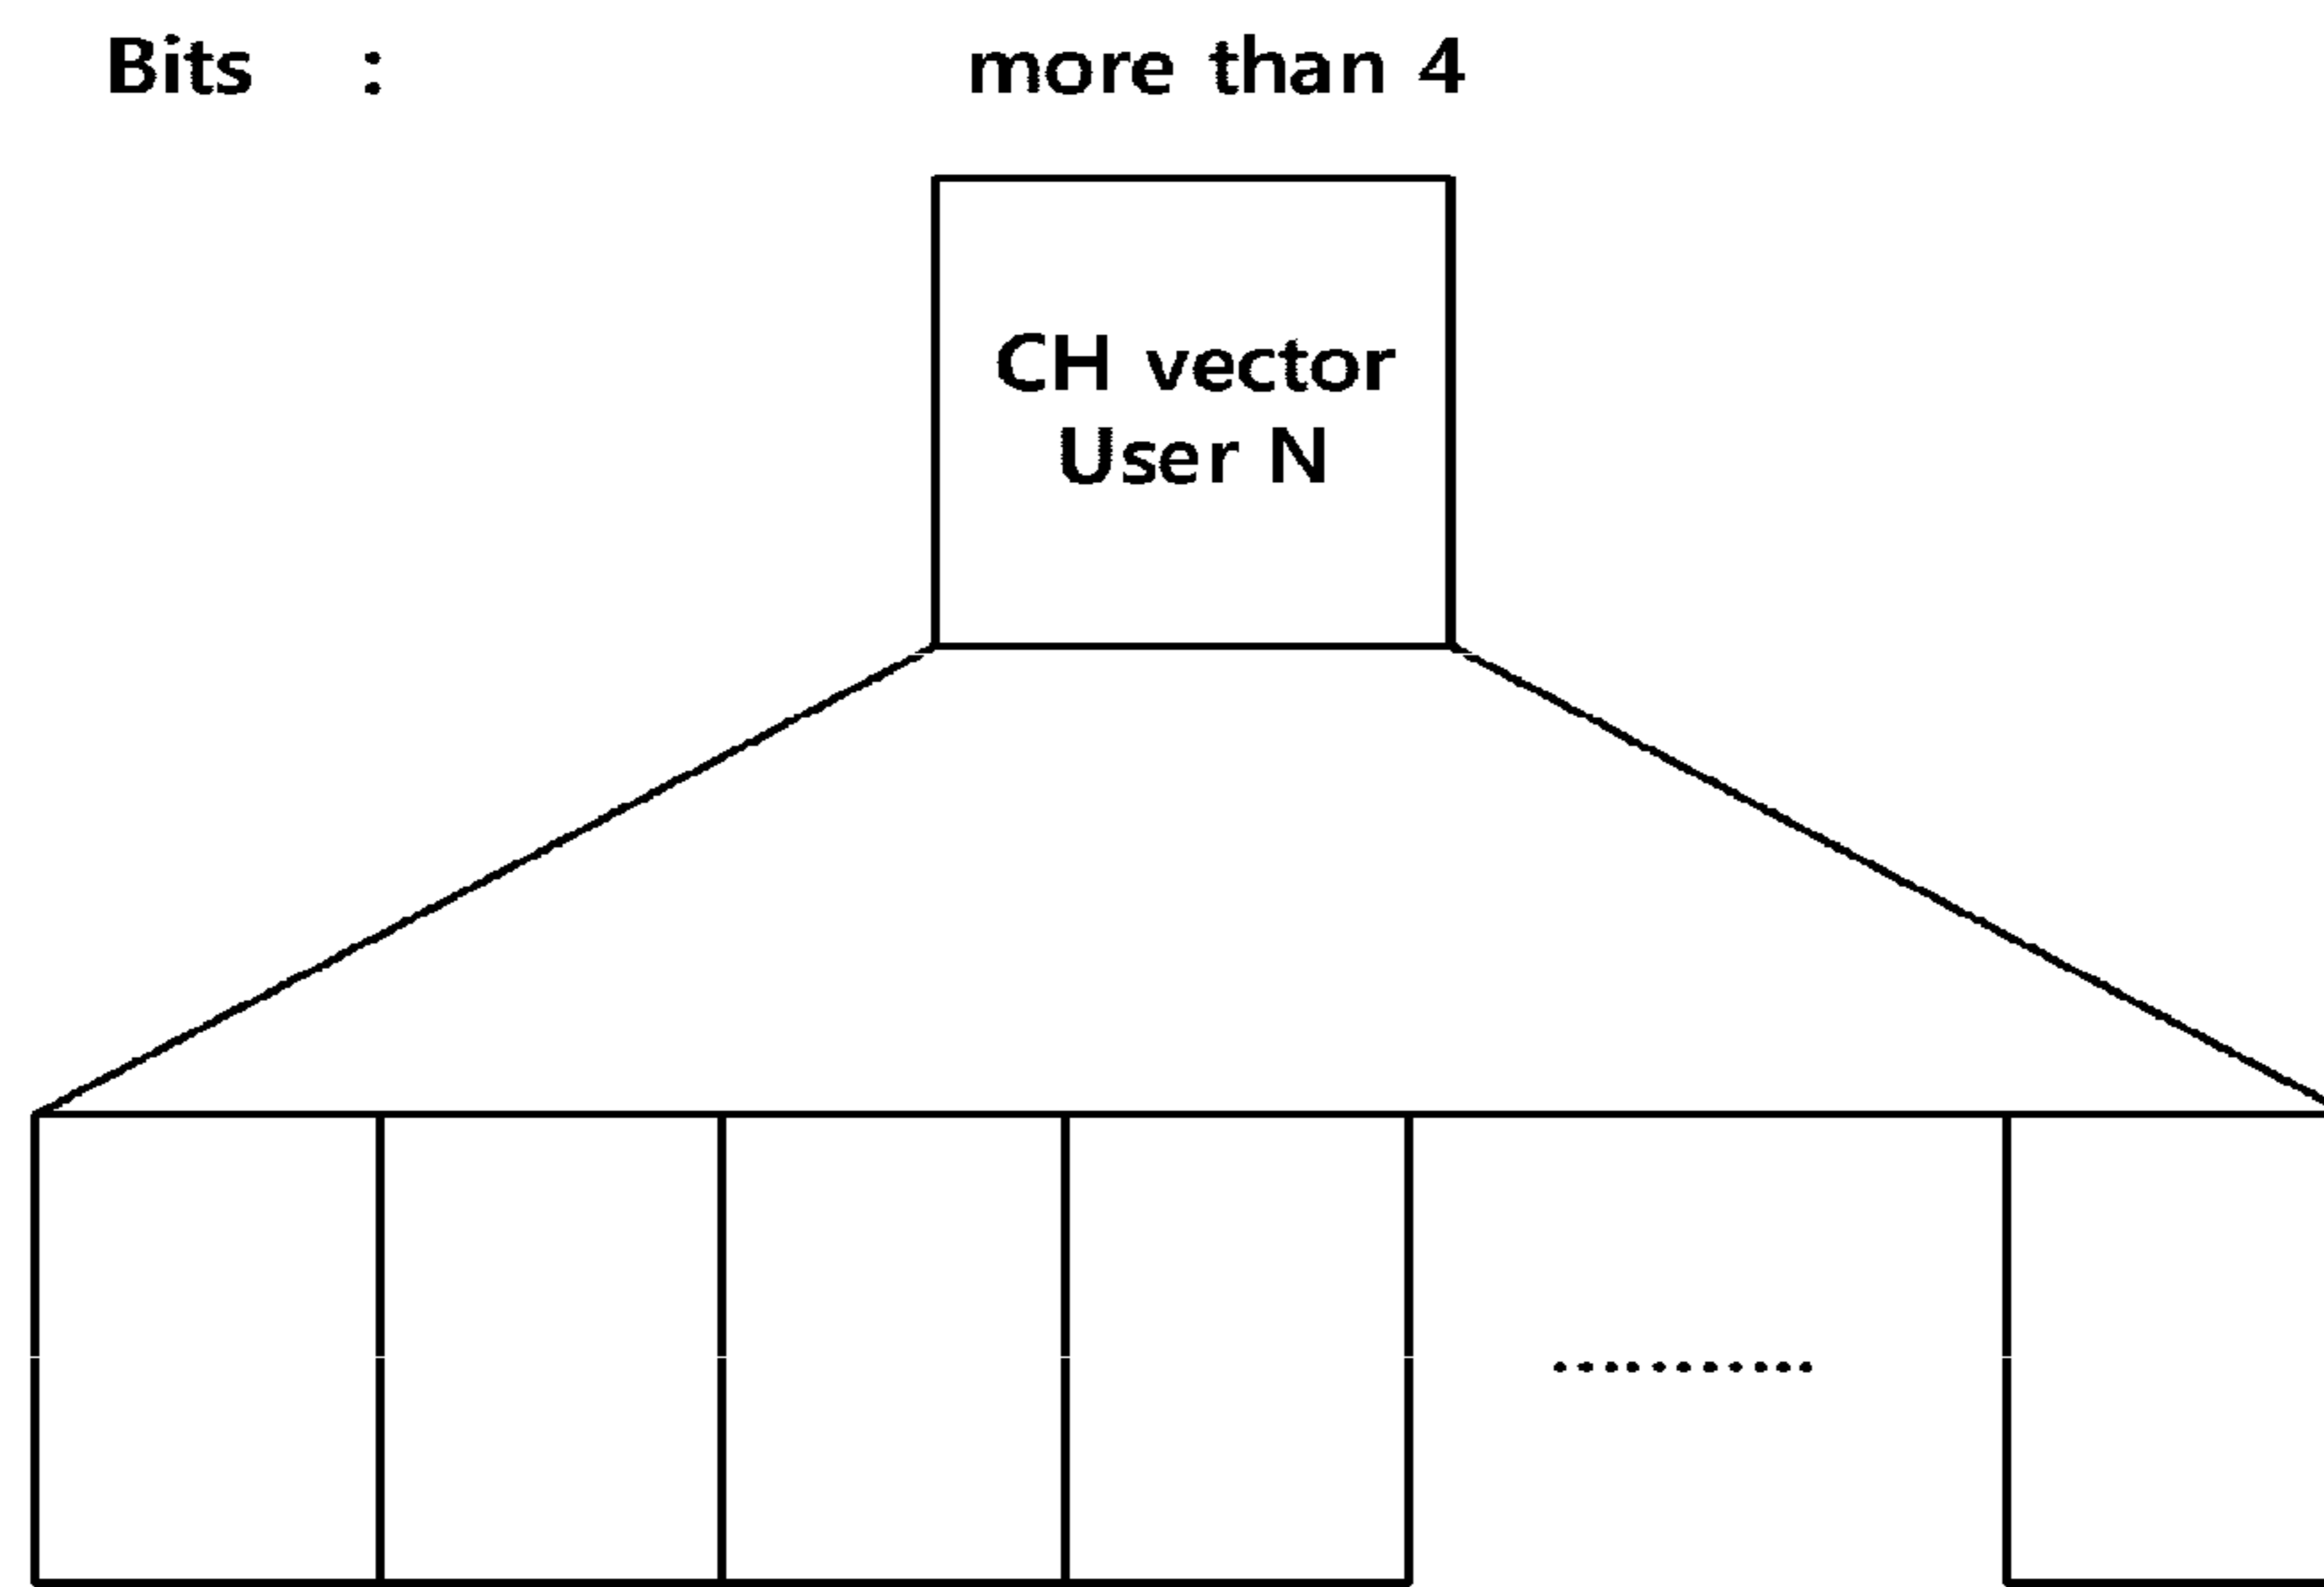 Bits : more than 4
CH vector
User N
...........